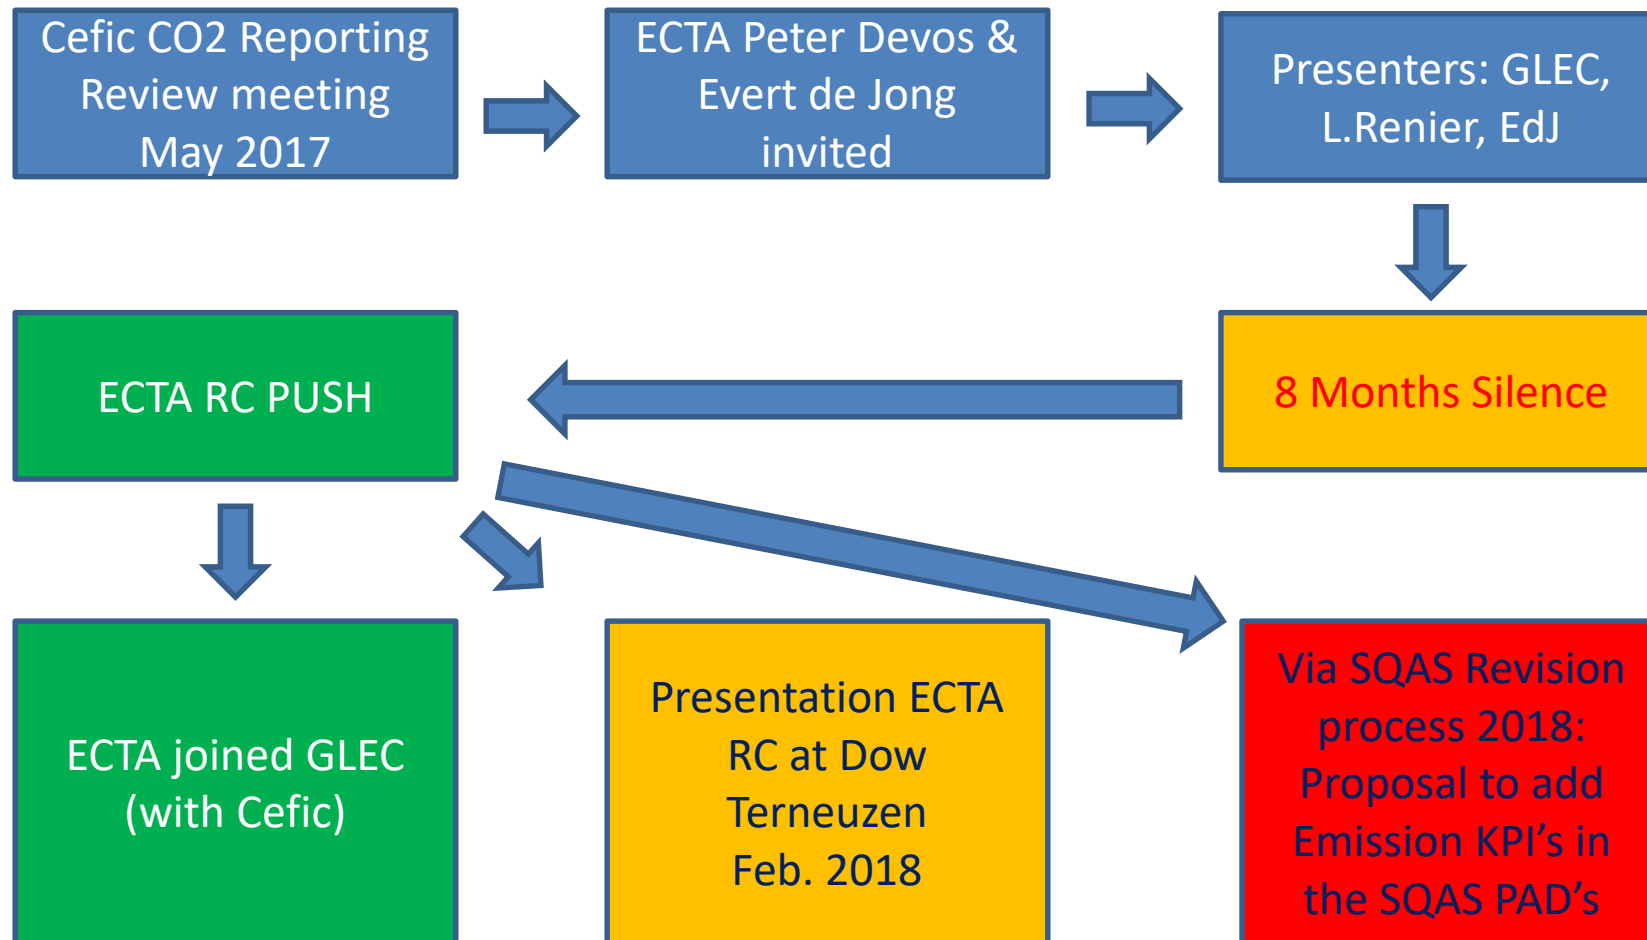 Cefic CO2 Reporting
Review meeting
May 2017
ECTA Peter Devos &
Evert de Jong
invited
Presenters: GLEC,
L.Renier, EdJ
8 Months Silence
ECTA RC PUSH
ECTA joined GLEC
(with Cefic)
Presentation ECTA
RC at Dow
Terneuzen
Feb. 2018
Via SQAS Revision
process 2018:
Proposal to add
Emission KPI’s in
the SQAS PAD’s